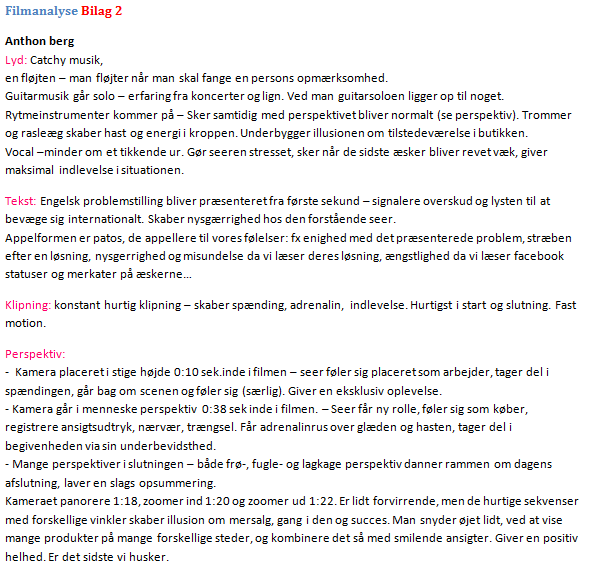 Filmanalyse Bilag 2
Anthon berg
Lyd: Catchy musik,
en fløjten – man fløjter når man skal fange en persons opmærksomhed.
Guitarmusik går solo – erfaring fra koncerter og lign. Ved man guitarsoloen ligger op til noget.
Rytmeinstrumenter kommer på – Sker samtidig med perspektivet bliver normalt (se perspektiv). Trommer
og rasleæg skaber hast og energi i kroppen. Underbygger illusionen om tilstedeværelse i butikken.
Vocal –minder om et tikkende ur. Gør seeren stresset, sker når de sidste æsker bliver revet væk, giver
maksimal indlevelse i situationen.
Tekst: Engelsk problemstilling bliver præsenteret fra første sekund – signalere overskud og lysten til at
bevæge sig internationalt. Skaber nysgærrighed hos den forstående seer.
Appelformen er patos, de appellere til vores følelser: fx enighed med det præsenterede problem, stræben
efter en løsning, nysgerrighed og misundelse da vi læser deres løsning, ængstlighed da vi læser facebook
statuser og merkater på æskerne...
Klipning: konstant hurtig klipning – skaber spænding, adrenalin, indlevelse. Hurtigst i start og slutning. Fast
motion.
Perspektiv:
- Kamera placeret i stige højde 0:10 sek.inde i filmen – seer føler sig placeret som arbejder, tager del i
spændingen, går bag om scenen og føler sig (særlig). Giver en eksklusiv oplevelse.
- Kamera går i menneske perspektiv 0:38 sek inde i filmen. – Seer får ny rolle, føler sig som køber,
registrere ansigtsudtryk, nærvær, trængsel. Får adrenalinrus over glæden og hasten, tager del i
begivenheden via sin underbevidsthed.
- Mange perspektiver i slutningen – både frø-, fugle- og lagkage perspektiv danner rammen om dagens
afslutning, laver en slags opsummering.
Kameraet panorere 1:18, zoomer ind 1:20 og zoomer ud 1:22. Er lidt forvirrende, men de hurtige sekvenser
med forskellige vinkler skaber illusion om mersalg, gang i den og succes. Man snyder øjet lidt, ved at vise
mange produkter på mange forskellige steder, og kombinere det så med smilende ansigter. Giver en positiv
helhed. Er det sidste vi husker.